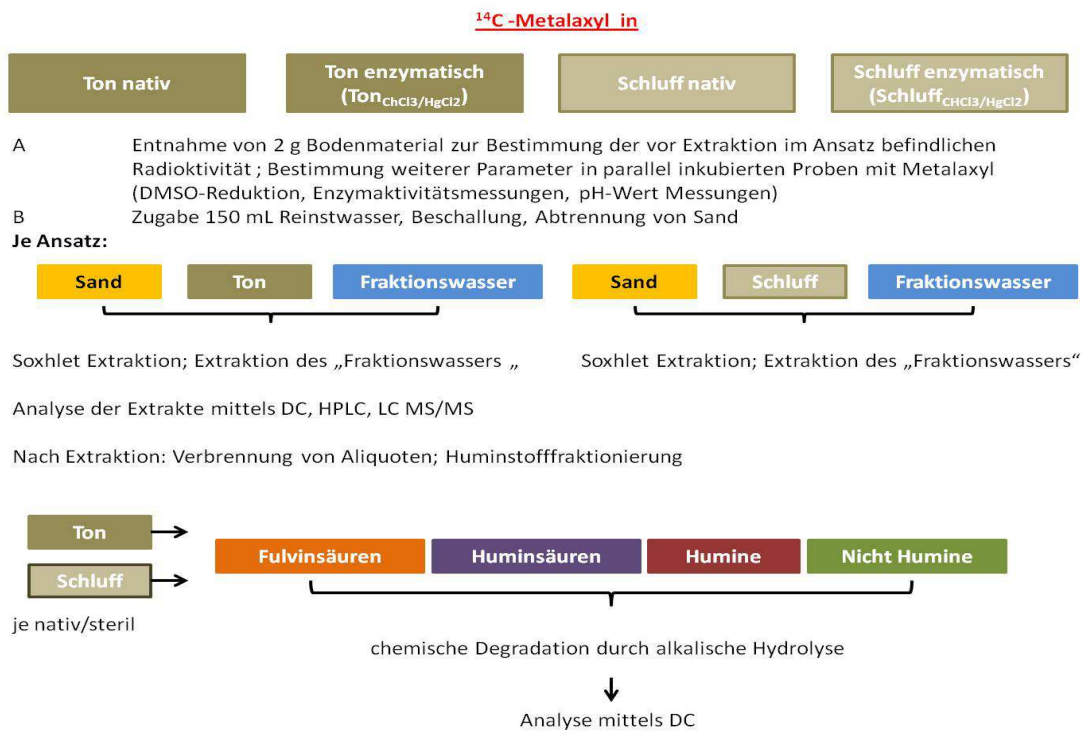 ¹⁴C -Metalaxyl in
Ton nativ
Ton enzymatisch
(Ton_ChCl3/HgCl2)
Schluff nativ
Schluff enzymatisch
(Schluff_CHCl3/HgCl2)
A Entnahme von 2 g Bodenmaterial zur Bestimmung der vor Extraktion im Ansatz befindlichen
Radioktivität ; Bestimmung weiterer Parameter in parallel inkubierten Proben mit Metalaxyl
(DMSO-Reduktion, Enzymaktivitätsmessungen, pH-Wert Messungen)
B Zugabe 150 mL Reinstwasser, Beschallung, Abtrennung von Sand
Je Ansatz:
Sand Ton Fraktionswasser Sand Schluff Fraktionswasser
Soxhlet Extraktion; Extraktion des „Fraktionswassers „ Soxhlet Extraktion; Extraktion des „Fraktionswassers“
Analyse der Extrakte mittels DC, HPLC, LC MS/MS
Nach Extraktion: Verbrennung von Aliquoten; Huminstofffraktionierung
Ton
Schluff
Fulvinsäuren Huminsäuren Humine Nicht Humine
je nativ/steril
chemische Degradation durch alkalische Hydrolyse
Analyse mittels DC